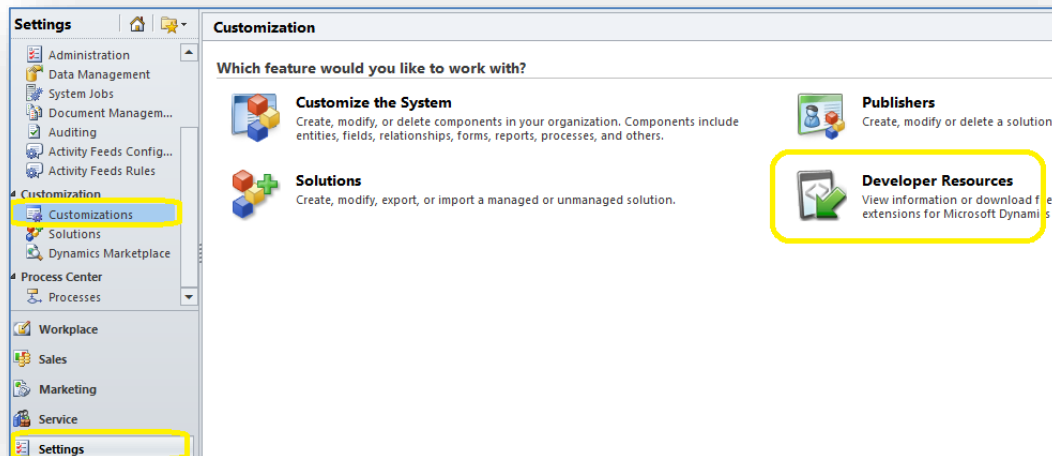 Settings
Administration
Data Management
System Jobs
Document Managem...
Auditing
Activity Feeds Config...
Activity Feeds Rules
Customization
Customizations
Solutions
Dynamics Marketplace
Process Center
Processes
Workplace
Sales
Marketing
Service
Settings
Customization
Which feature would you like to work with?
Customize the System
Create, modify, or delete components in your organization. Components include
entities, fields, relationships, forms, reports, processes, and others.
Publishers
Create, modify or delete a solution
Solutions
Create, modify, export, or import a managed or unmanaged solution.
Developer Resources
View information or download
extensions for Microsoft Dynamics